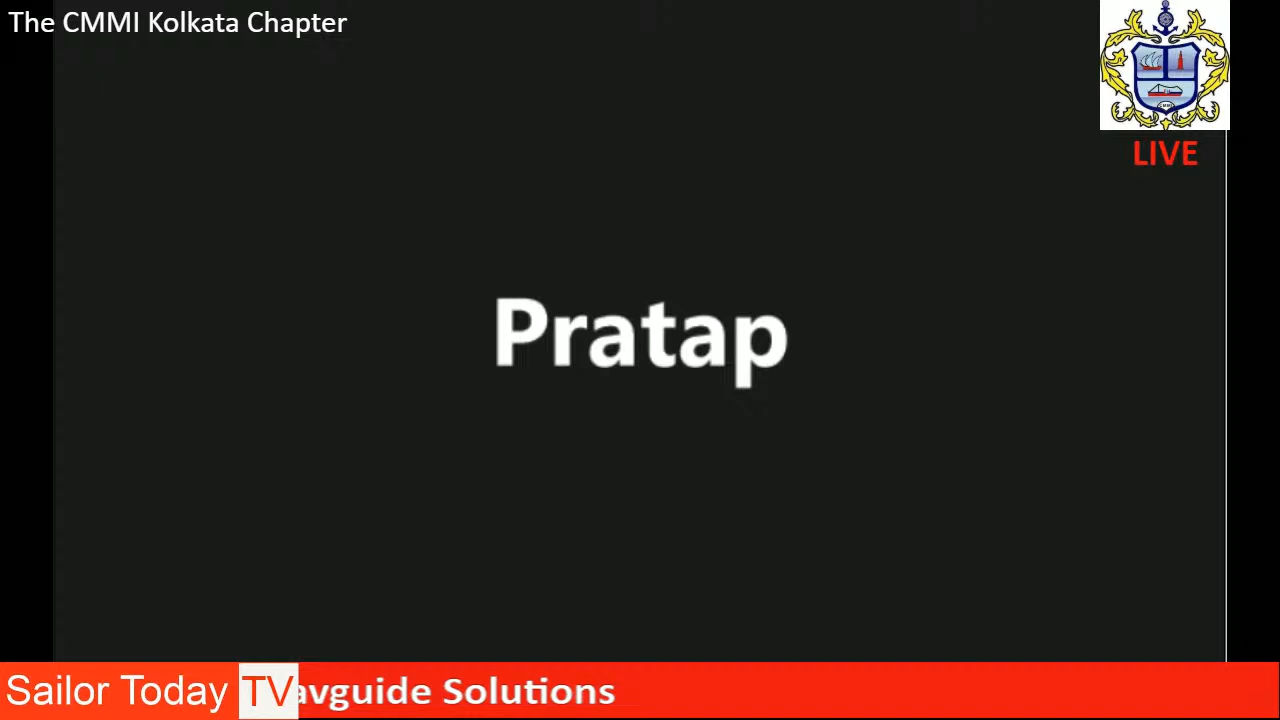 The CMMI Kolkata Chapter
LIVE
Pratap
Sailor Today TV
avguide Solutions